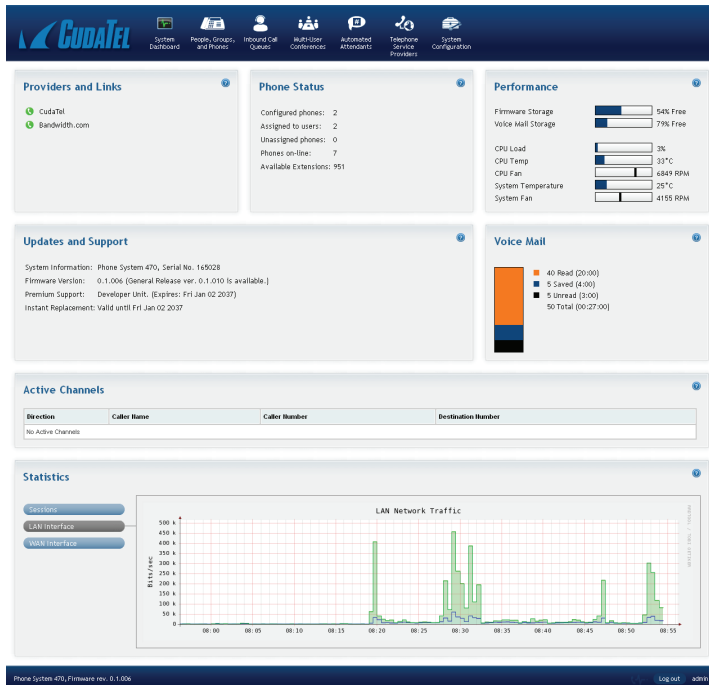 CUDATEL
System Dashboard
People, Groups, and Phones
Inbound Call Queues
Multi-User Conferences
Automated Attendants
Telephone Service Providers
System Configuration
Providers and Links
CudaTel
Bandwidth.com
Phone Status
Configured phones: 2
Assigned to users: 2
Unassigned phones: 0
Phones on-line: 7
Available Extensions: 951
Performance
Firmware Storage 54% Free
Voice Mail Storage 79% Free
CPU Load 3%
CPU Temp 33°C
CPU Fan 6849 RPM
System Temperature 25°C
System Fan 4155 RPM
Updates and Support
System Information: Phone System 470, Serial No. 165028
Firmware Version: 0.1.006 (General Release ver. 0.1.010 is available.)
Premium Support: Developer Unit. (Expires: Fri Jan 02 2037)
Instant Replacement: Valid until Fri Jan 02 2037
Voice Mail
40 Read (20:00)
5 Saved (4:00)
5 Unread (3:00)
50 Total (00:27:00)
Active Channels
Direction Caller Name Caller Number Destination Number
No Active Channels
Statistics
Sessions
LAN Interface
WAN Interface
LAN Network Traffic
Bits/sec
500 k
450 k
400 k
350 k
300 k
250 k
200 k
150 k
100 k
50 k
0
08:00 08:05 08:10 08:15 08:20 08:25 08:30 08:35 08:40 08:45 08:50 08:55
Phone System 470, Firmware rev. 0.1.006
Log out admin